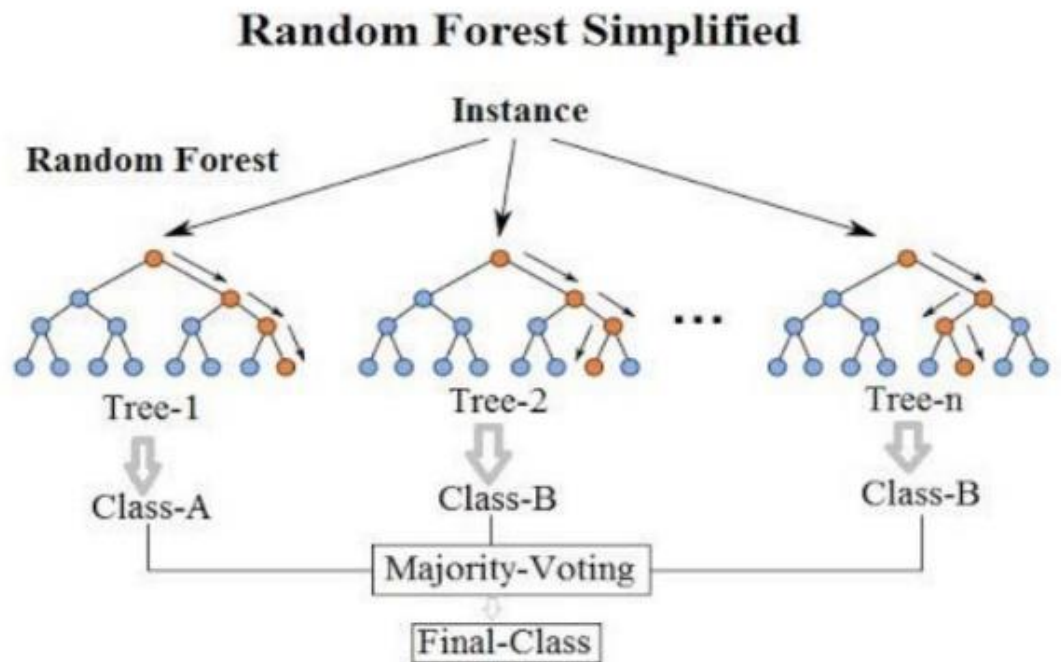 Random Forest Simplified
Instance
Random Forest
...
Tree-1 Tree-2 Tree-n
Class-A Class-B Class-B
Majority-Voting
Final-Class